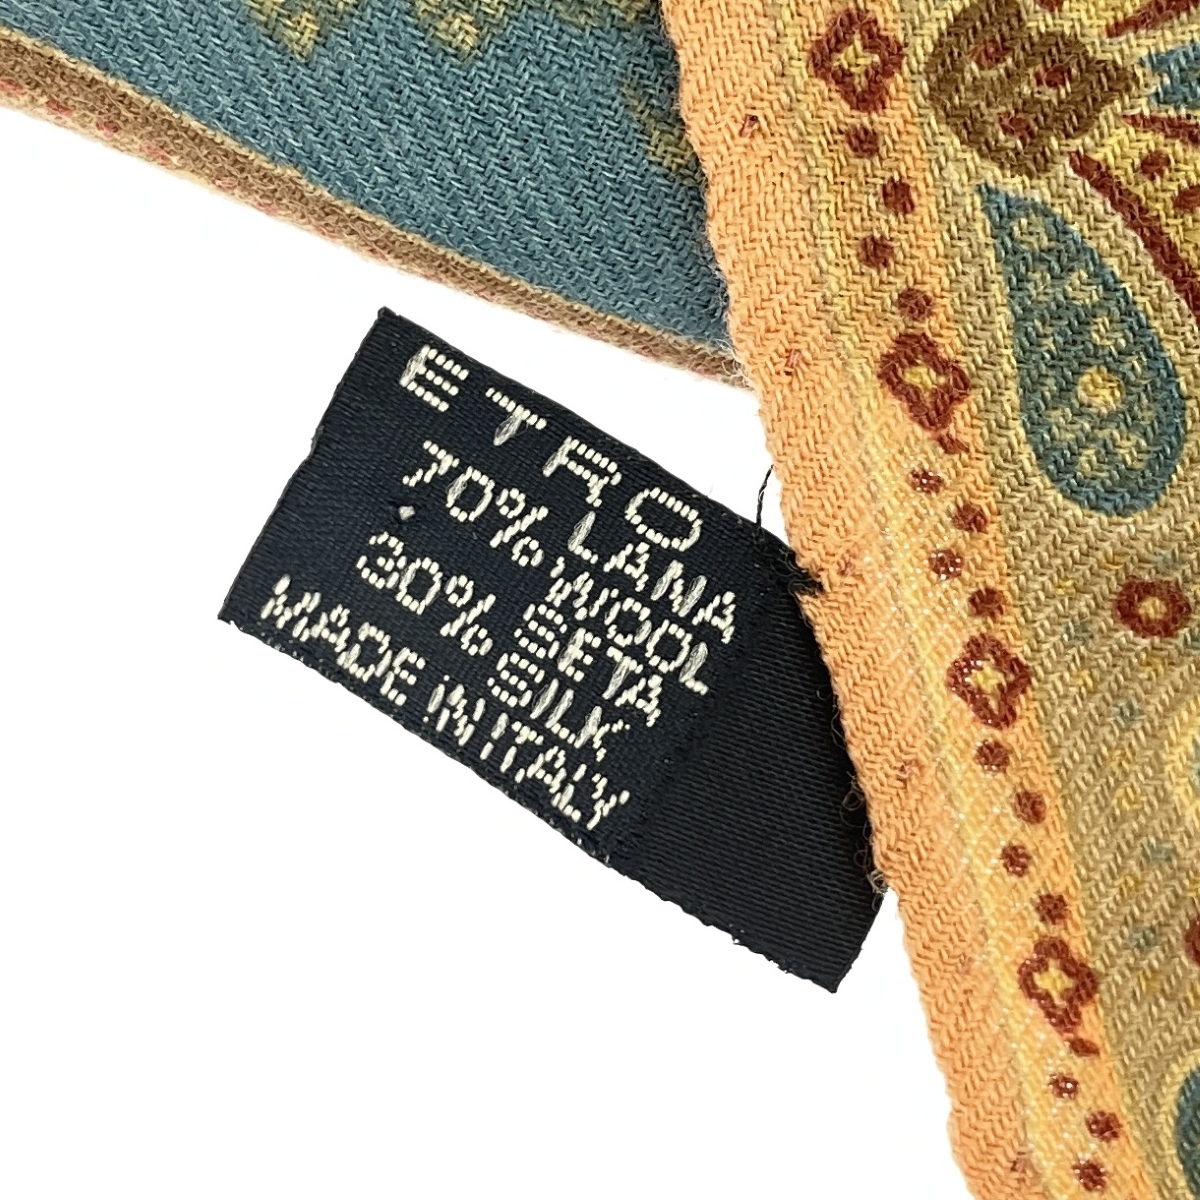 ETRO
70% LANA
WOOL
30% SETA
SILK
MADE IN ITALY